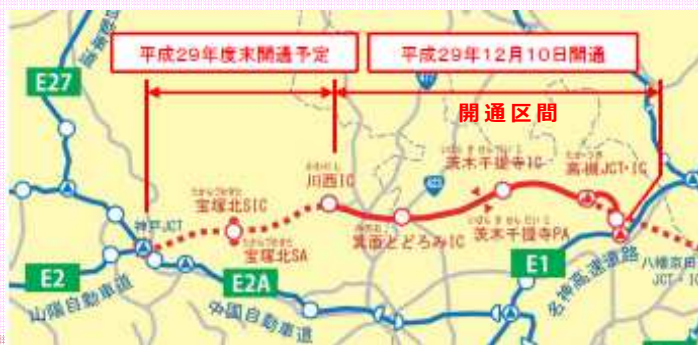 平成29年度末開通予定
平成29年12月10日開通
開通区間
E27
川西IC
茨木千提寺IC
高槻JCT・IC
宝塚北SIC
神戸JCT
宝塚北SA
箕面とどろみIC
茨木千提寺PA
八幡京田
JCT・IC
E1
E2
E2A
名神高速道路
山陽自動車道
中国自動車道